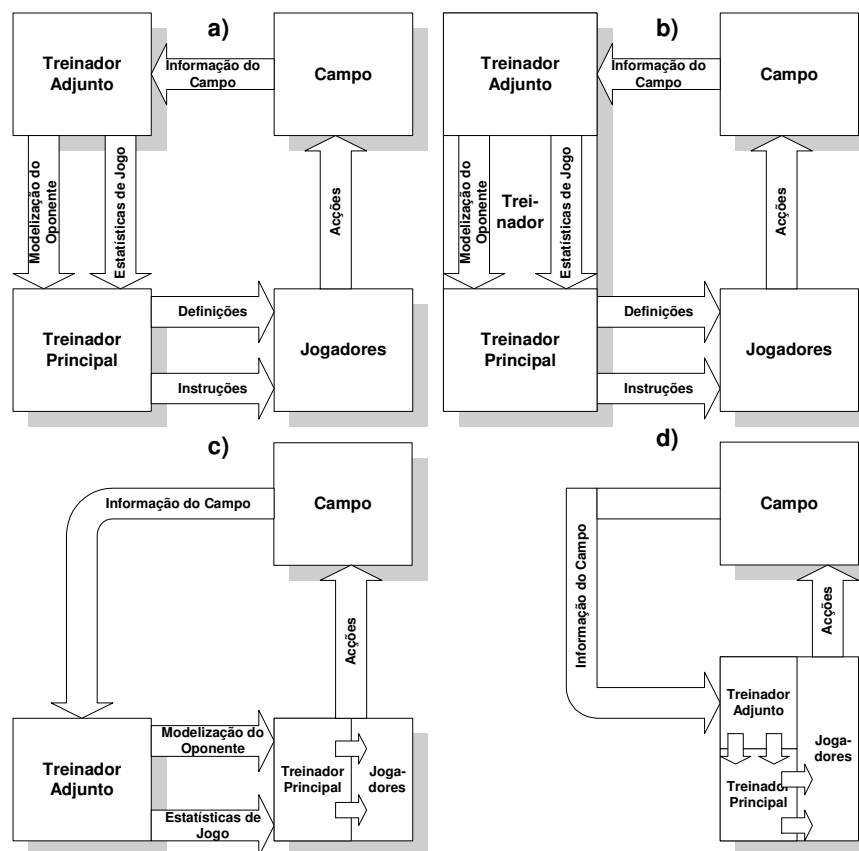 a)
Treinador
Adjunto
Informação do
Campo
Campo
Modelização do
Oponente
Estatísticas de Jogo
Acções
Treinador
Principal
Definições
Instruções
Jogadores
b)
Treinador
Adjunto
Informação do
Campo
Campo
Modelização do
Oponente
Trei-
nador
Estatísticas de Jogo
Acções
Treinador
Principal
Definições
Instruções
Jogadores
c)
Informação do Campo
Campo
Acções
Treinador
Adjunto
Modelização do
Oponente
Estatísticas de
Jogo
Treinador
Principal
Joga-
dores
d)
Campo
Informação do Campo
Acções
Treinador
Adjunto
Treinador
Principal
Joga-
dores